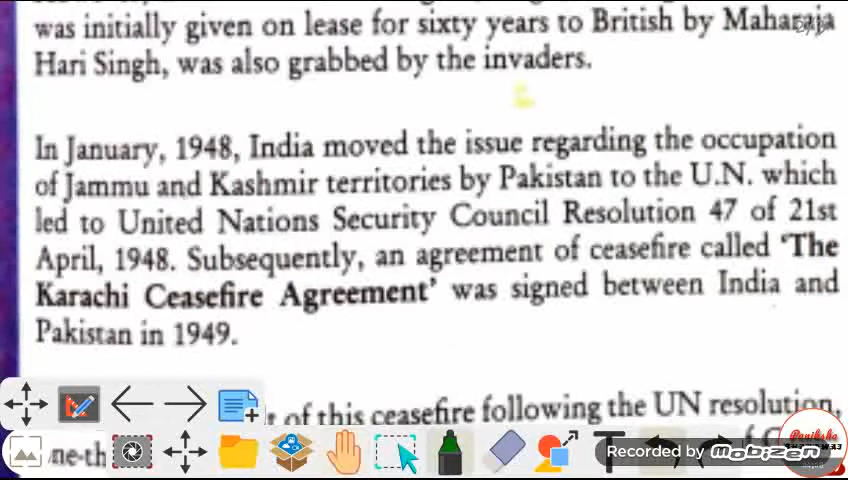 was initially given on lease for sixty years to British by Maharaja
Hari Singh, was also grabbed by the invaders.
In January, 1948, India moved the issue regarding the occupation
of Jammu and Kashmir territories by Pakistan to the U.N. which
led to United Nations Security Council Resolution 47 of 21st
April, 1948. Subsequently, an agreement of ceasefire called ‘The
Karachi Ceasefire Agreement’ was signed between India and
Pakistan in 1949.
of this ceasefire following the UN resolution,
Recorded by mobizen